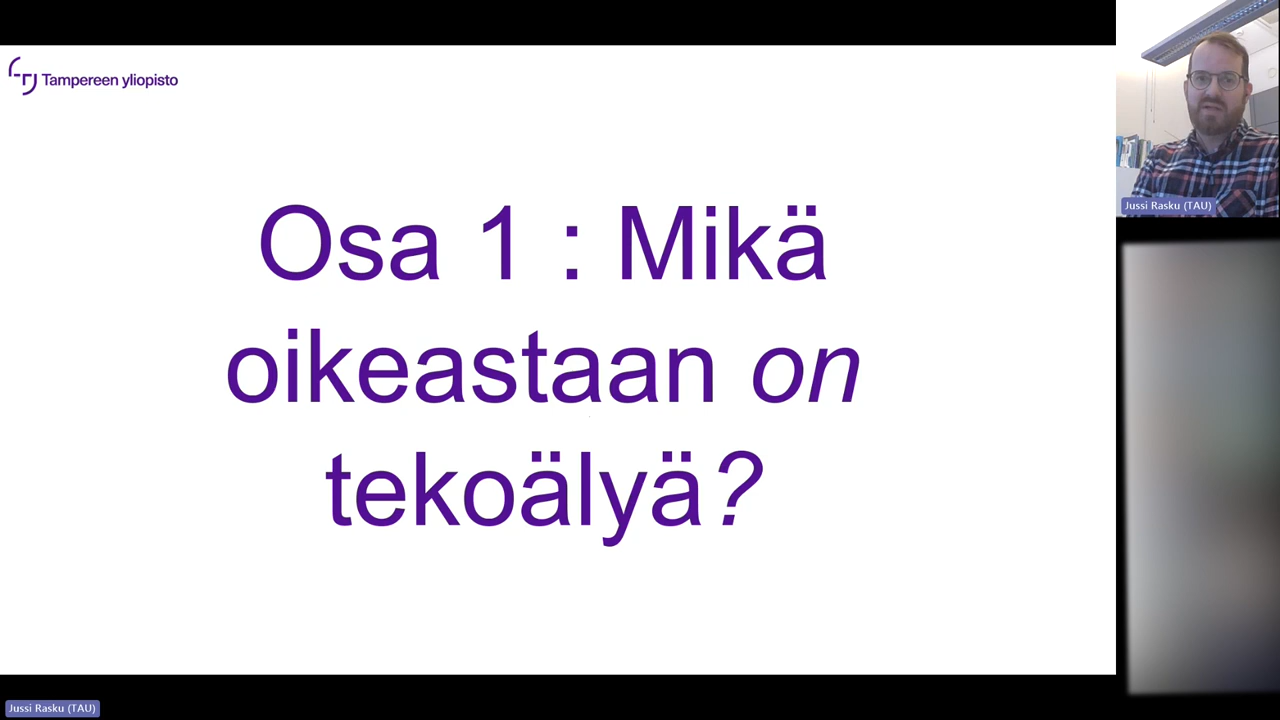 Tampereen yliopisto
Osa 1 : Mikä
oikeastaan on
tekoälyä?
Jussi Rasku (TAU)
Jussi Rasku (TAU)